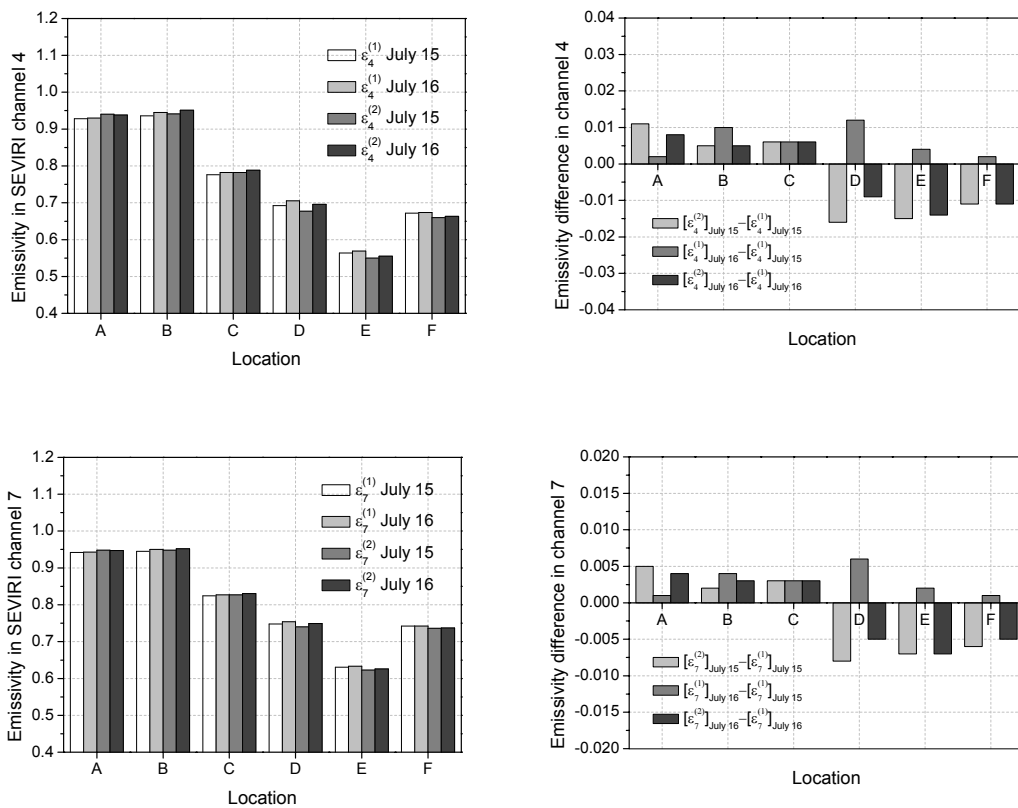 Emissivity in SEVIRI channel 4
1.2
1.1
1.0
0.9
0.8
0.7
0.6
0.5
0.4
ε₄⁽¹⁾ July 15
ε₄⁽¹⁾ July 16
ε₄⁽²⁾ July 15
ε₄⁽²⁾ July 16
A B C D E F
Location
Emissivity difference in channel 4
0.04
0.03
0.02
0.01
0.00
-0.01
-0.02
-0.03
-0.04
A B C D E F
[ε₄⁽²⁾]July 15–[ε₄⁽¹⁾]July 15
[ε₄⁽¹⁾]July 16–[ε₄⁽¹⁾]July 15
[ε₄⁽²⁾]July 16–[ε₄⁽¹⁾]July 16
Location
Emissivity in SEVIRI channel 7
1.2
1.1
1.0
0.9
0.8
0.7
0.6
0.5
0.4
ε₇⁽¹⁾ July 15
ε₇⁽¹⁾ July 16
ε₇⁽²⁾ July 15
ε₇⁽²⁾ July 16
A B C D E F
Location
Emissivity difference in channel 7
0.020
0.015
0.010
0.005
0.000
-0.005
-0.010
-0.015
-0.020
A B C D E F
[ε₇⁽²⁾]July 15–[ε₇⁽¹⁾]July 15
[ε₇⁽¹⁾]July 16–[ε₇⁽¹⁾]July 15
[ε₇⁽²⁾]July 16–[ε₇⁽¹⁾]July 16
Location